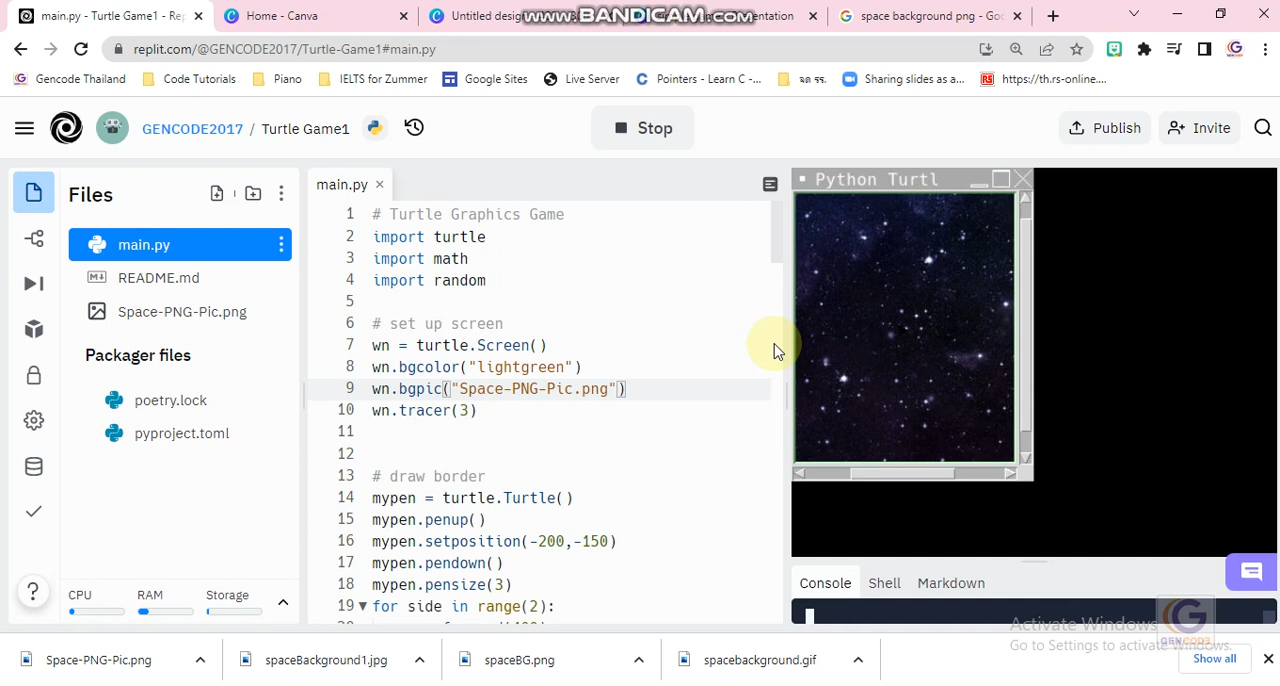 main.py - Turtle Game1 - Rep
Home - Canva
Untitled design
www.BANDICAM.com
entation
space background png - Goo
replit.com/@GENCODE2017/Turtle-Game1#main.py
Gencode Thailand
Code Tutorials
Piano
IELTS for Zummer
Google Sites
Live Server
Pointers - Learn C -...
จด รร.
Sharing slides as a...
https://th.rs-online....
GENCODE2017 / Turtle Game1
Stop
Publish
Invite
Files
main.py
README.md
Space-PNG-Pic.png
Packager files
poetry.lock
pyproject.toml
CPU
RAM
Storage
main.py
1 # Turtle Graphics Game
2 import turtle
3 import math
4 import random
5
6 # set up screen
7 wn = turtle.Screen()
8 wn.bgcolor("lightgreen")
9 wn.bgpic("Space-PNG-Pic.png")
10 wn.tracer(3)
11
12
13 # draw border
14 mypen = turtle.Turtle()
15 mypen.penup()
16 mypen.setposition(-200,-150)
17 mypen.pendown()
18 mypen.pensize(3)
19 for side in range(2):
Python Turtl
Console
Shell
Markdown
Activate Windows
Go to Settings to activate Windows.
GENCODE
Space-PNG-Pic.png
spaceBackground1.jpg
spaceBG.png
spacebackground.gif
Show all